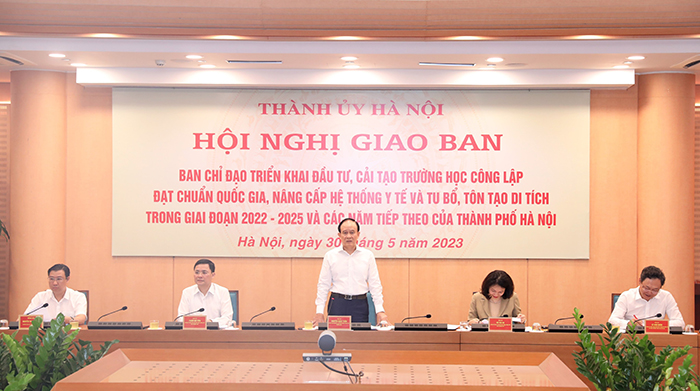 THÀNH ỦY HÀ NỘI
HỘI NGHỊ GIAO BAN
BAN CHỈ ĐẠO TRIỂN KHAI ĐẦU TƯ, CẢI TẠO TRƯỜNG HỌC CÔNG LẬP
ĐẠT CHUẨN QUỐC GIA, NÂNG CẤP HỆ THỐNG Y TẾ VÀ TU BỔ, TÔN TẠO DI TÍCH
TRONG GIAI ĐOẠN 2022 - 2025 VÀ CÁC NĂM TIẾP THEO CỦA THÀNH PHỐ HÀ NỘI
Hà Nội, ngày 30 tháng 5 năm 2023